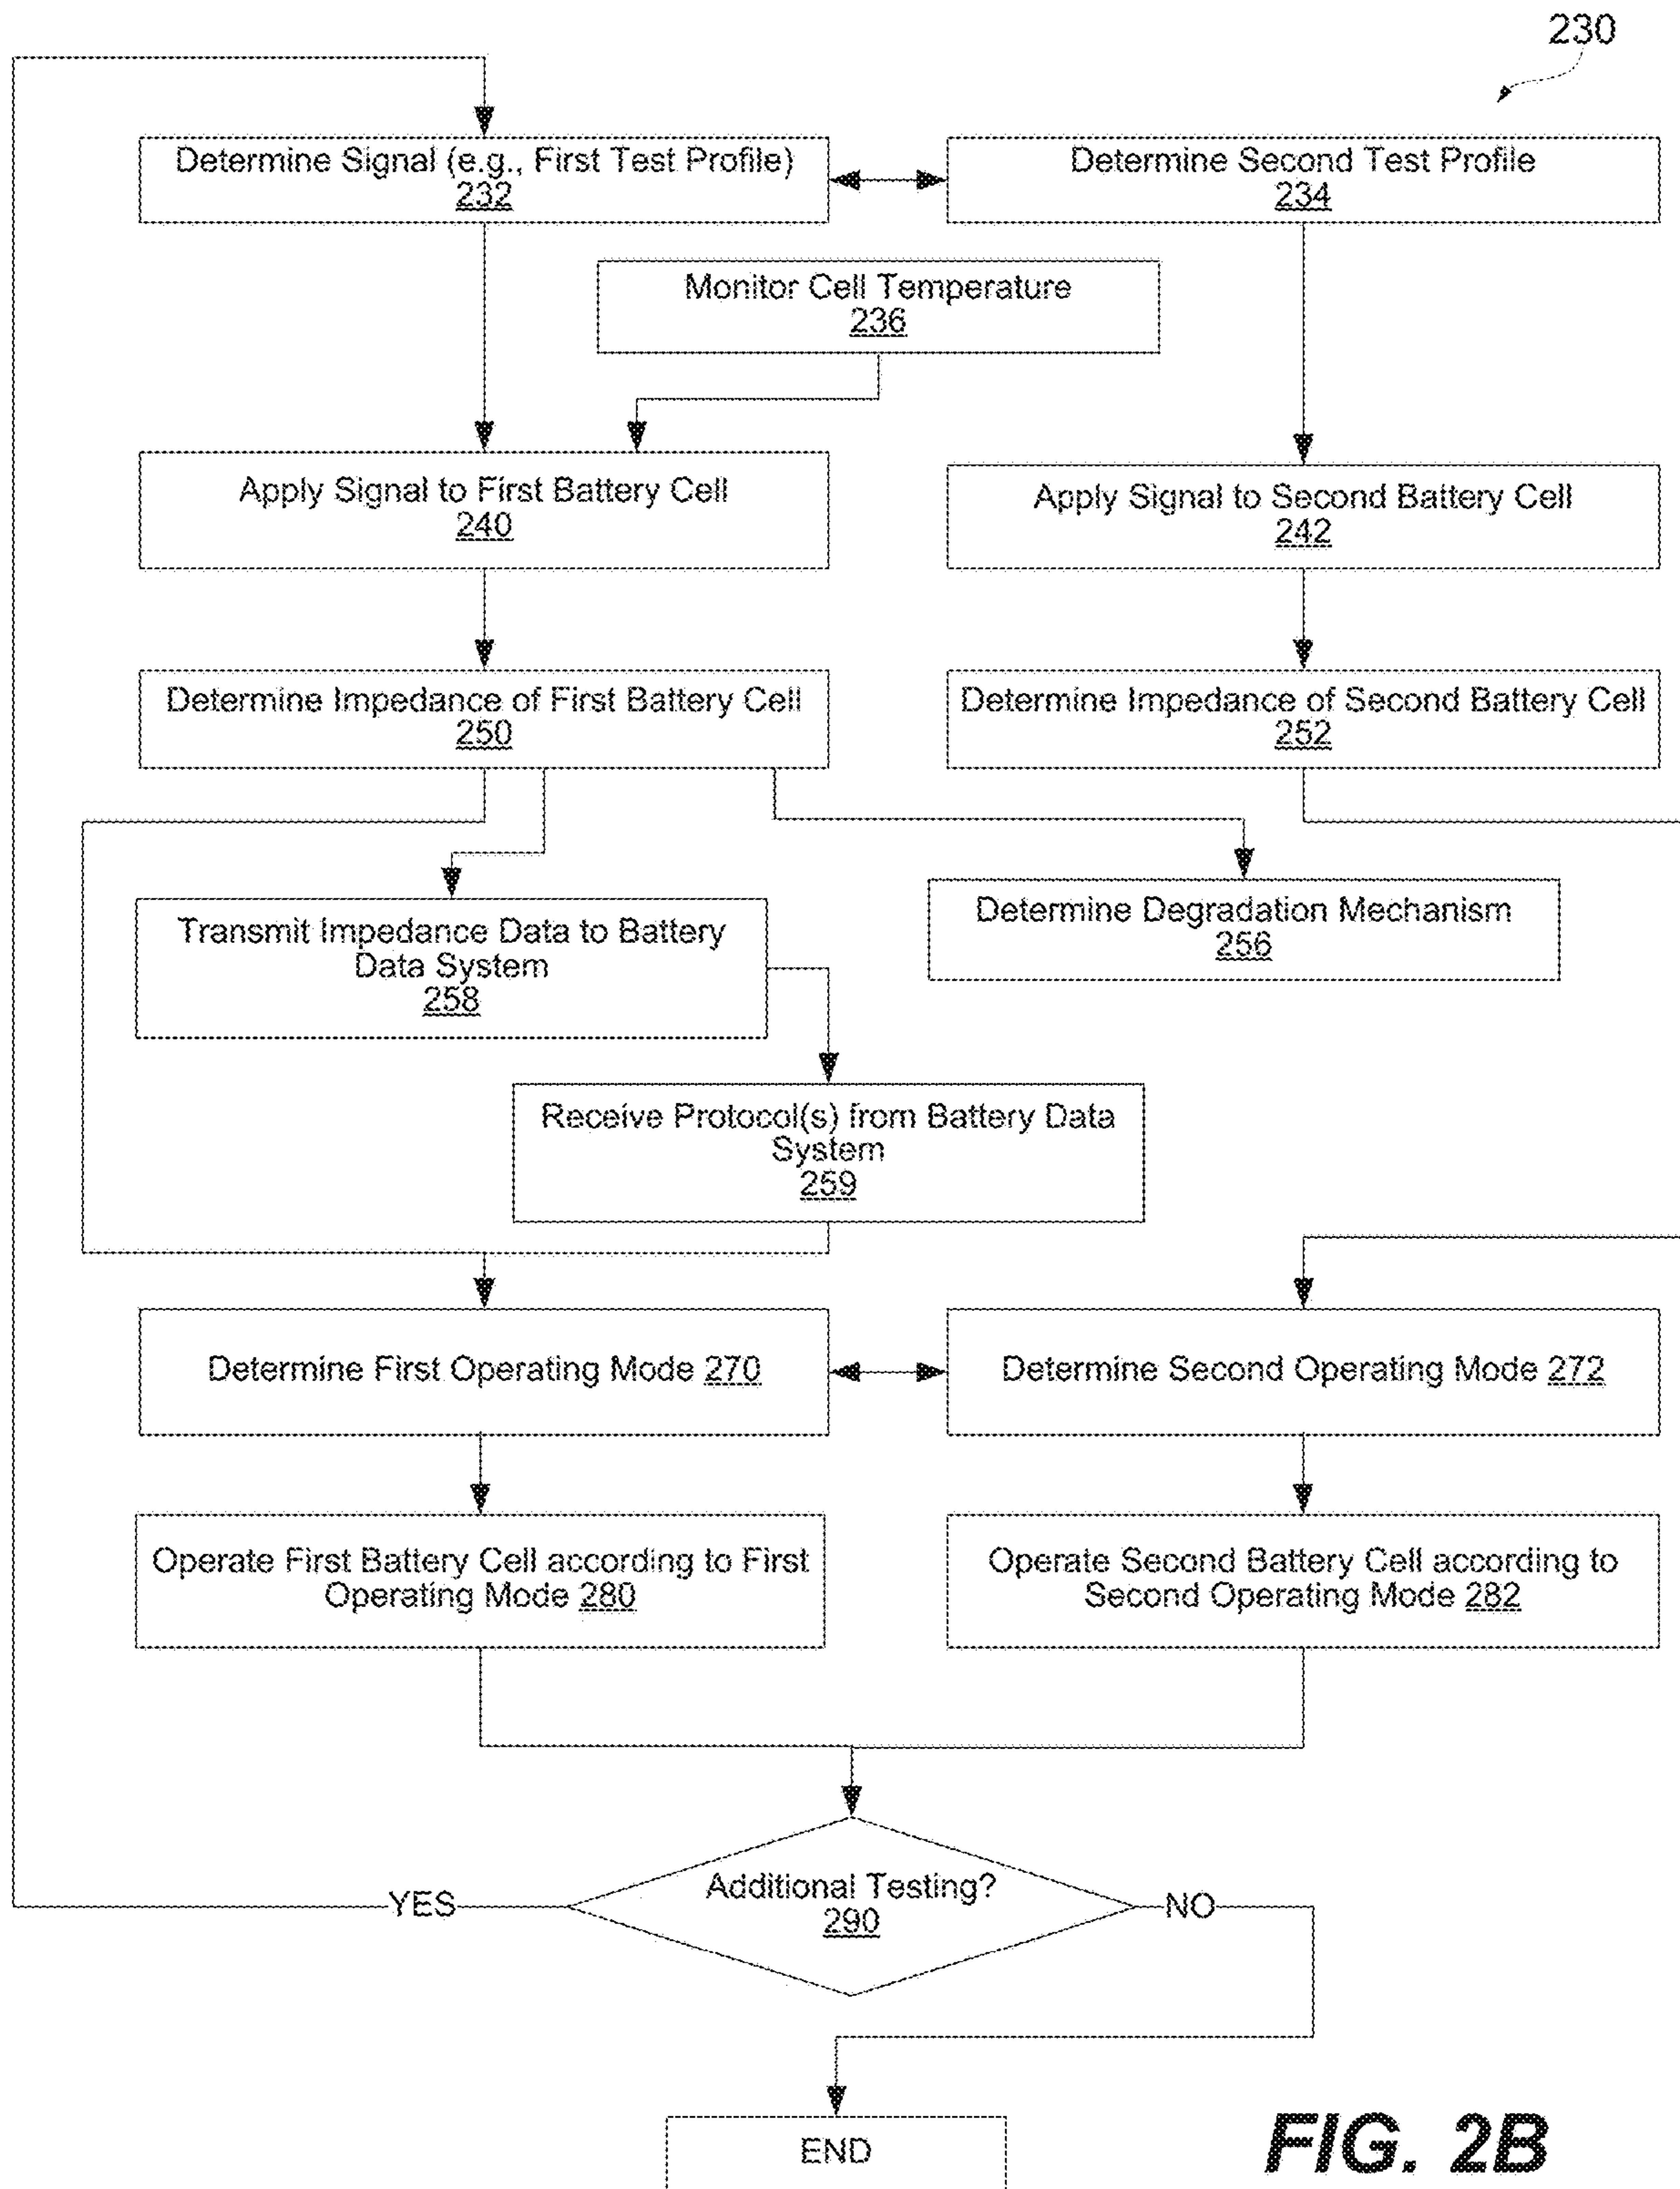 230
Determine Signal (e.g., First Test Profile)
232
Determine Second Test Profile
234
Monitor Cell Temperature
236
Apply Signal to First Battery Cell
240
Apply Signal to Second Battery Cell
242
Determine Impedance of First Battery Cell
250
Determine Impedance of Second Battery Cell
252
Transmit Impedance Data to Battery
Data System
258
Determine Degradation Mechanism
256
Receive Protocol(s) from Battery Data
System
259
Determine First Operating Mode 270
Determine Second Operating Mode 272
Operate First Battery Cell according to First
Operating Mode 280
Operate Second Battery Cell according to
Second Operating Mode 282
Additional Testing?
290
YES
NO
END
FIG. 2B